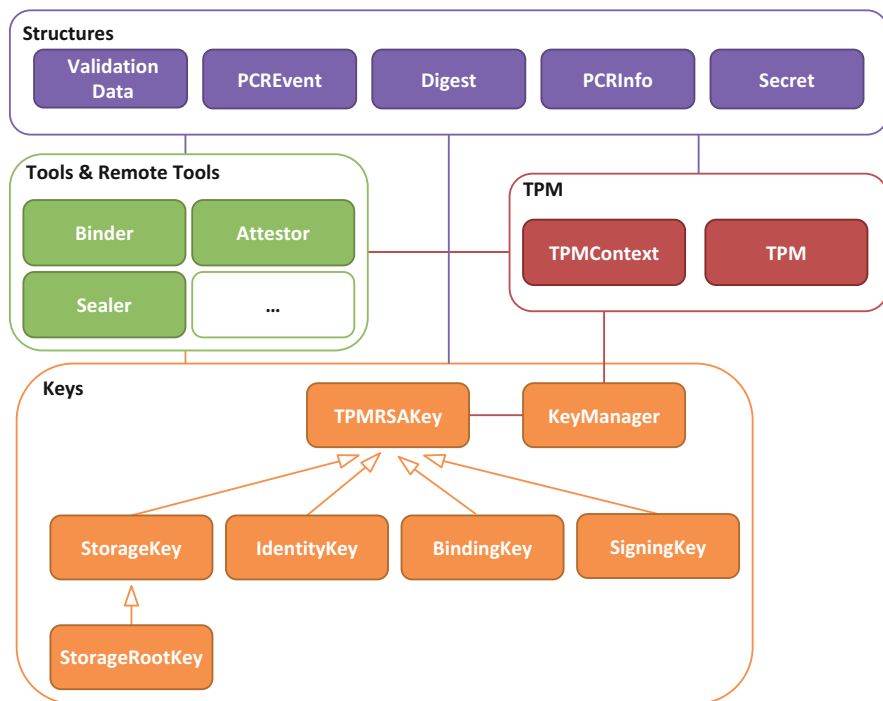 Structures
Validation
Data
PCREvent
Digest
PCRInfo
Secret
Tools & Remote Tools
Binder
Attestor
Sealer
...
TPM
TPMContext
TPM
Keys
TPMRSAKey
KeyManager
StorageKey
IdentityKey
BindingKey
SigningKey
StorageRootKey